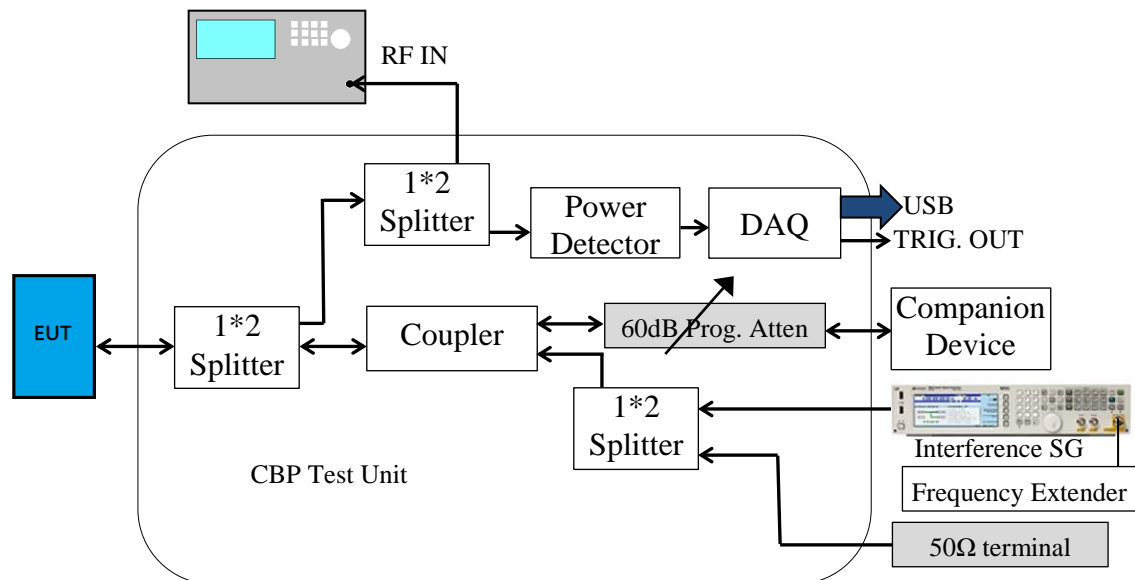 RF IN
1*2
Splitter
Power
Detector
DAQ
USB
TRIG. OUT
EUT
1*2
Splitter
Coupler
60dB Prog. Atten
Companion
Device
1*2
Splitter
Interference SG
CBP Test Unit
Frequency Extender
50Ω terminal